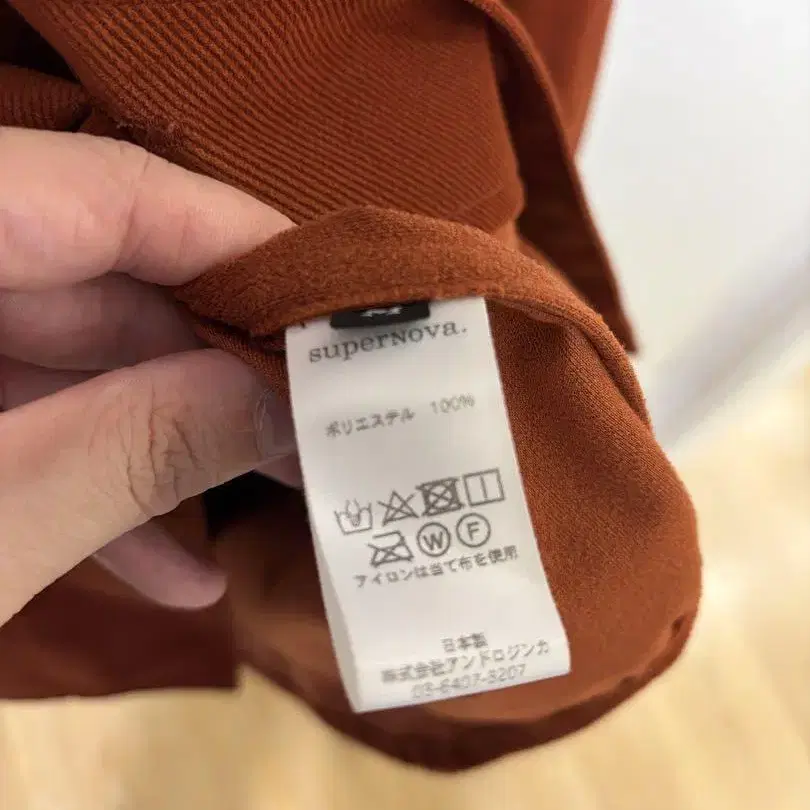 superNova.
ポリエステル 100%
W F
アイロンは当て布を使用
日本製
株式会社アンドロジンカ
03-6407-8207